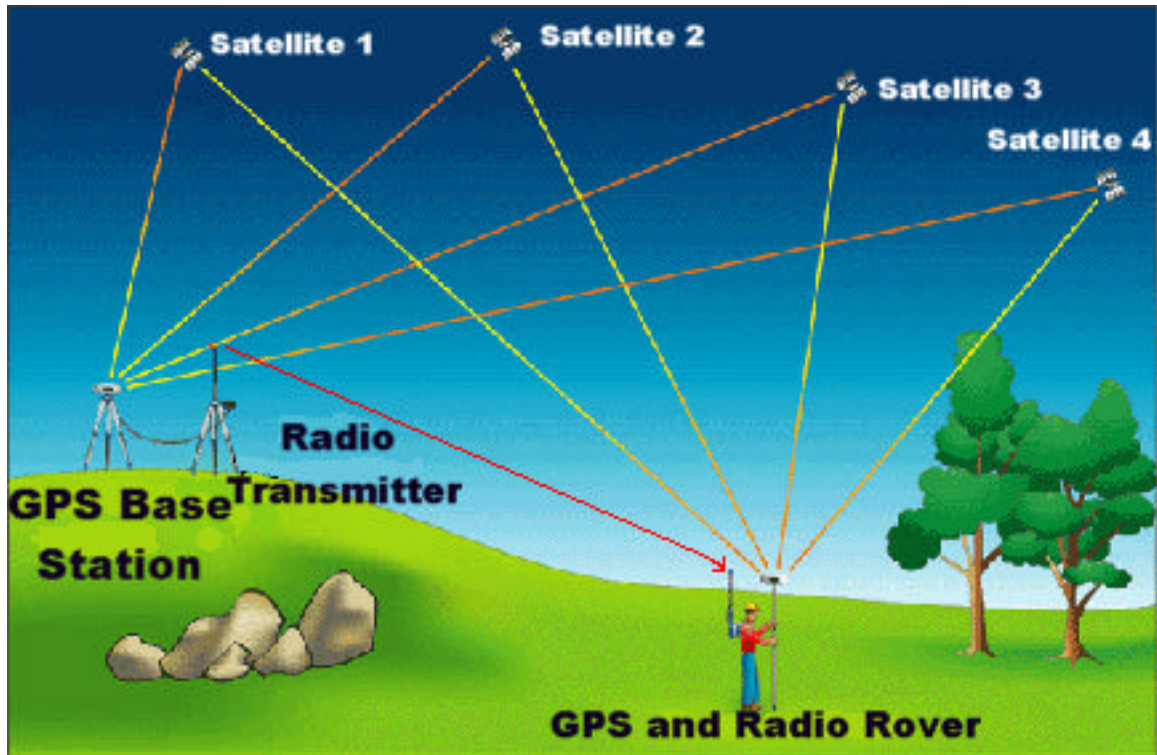 Satellite 1
Satellite 2
Satellite 3
Satellite 4
Radio
Transmitter
GPS Base
Station
GPS and Radio Rover